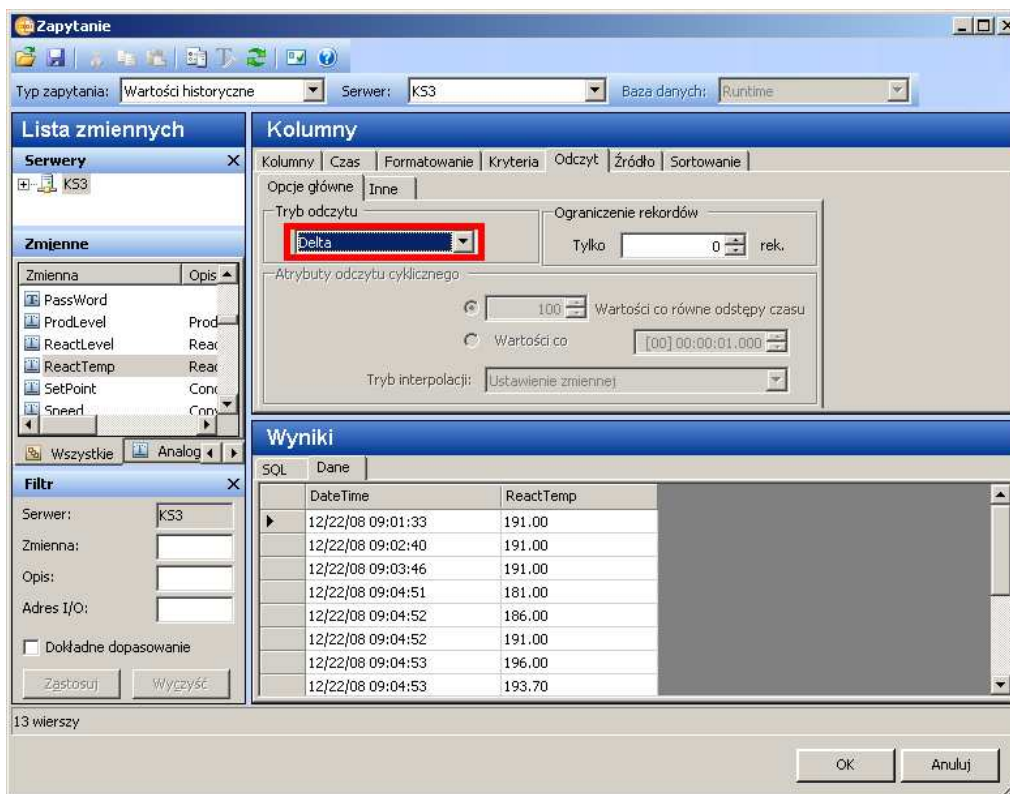 Zapytanie
Typ zapytania: Wartości historyczne Serwer: KS3 Baza danych: Runtime
Lista zmiennych
Serwery
KS3
Zmienne
Zmienna Opis
PassWord
ProdLevel Prod
ReactLevel Reac
ReactTemp Reac
SetPoint Conc
Speed Conv
Wszystkie Analog
Filtr
Serwer: KS3
Zmienna:
Opis:
Adres I/O:
Dokładne dopasowanie
Zastosuj Wyczyść
Kolumny
Kolumny Czas Formatowanie Kryteria Odczyt Źródło Sortowanie
Opcje główne Inne
Tryb odczytu
Delta
Ograniczenie rekordów
Tylko 0 rek.
Atrybuty odczytu cyklicznego
100 Wartości co równe odstępy czasu
Wartości co [00] 00:00:01.000
Tryb interpolacji: Ustawienie zmiennej
Wyniki
SQL Dane
DateTime ReactTemp
12/22/08 09:01:33 191.00
12/22/08 09:02:40 191.00
12/22/08 09:03:46 191.00
12/22/08 09:04:51 181.00
12/22/08 09:04:52 186.00
12/22/08 09:04:52 191.00
12/22/08 09:04:53 196.00
12/22/08 09:04:53 193.70
13 wierszy
OK Anuluj